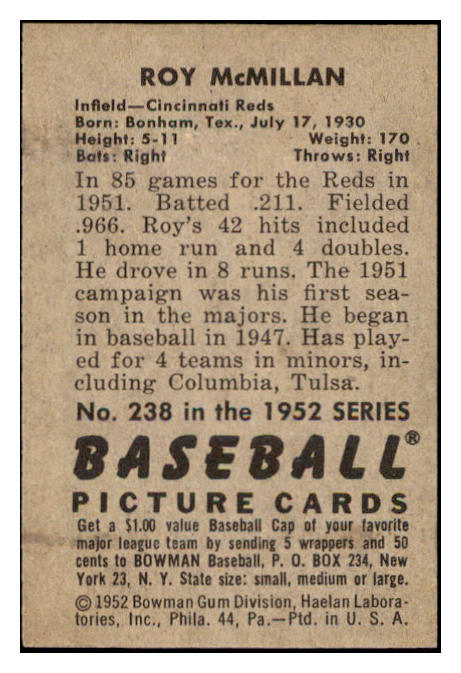 ROY McMILLAN
Infield—Cincinnati Reds
Born: Bonham, Tex., July 17, 1930
Height: 5-11 Weight: 170
Bats: Right Throws: Right
In 85 games for the Reds in
1951. Batted .211. Fielded
.966. Roy's 42 hits included
1 home run and 4 doubles.
He drove in 8 runs. The 1951
campaign was his first sea-
son in the majors. He began
in baseball in 1947. Has play-
ed for 4 teams in minors, in-
cluding Columbia, Tulsa.
No. 238 in the 1952 SERIES
BASEBALL®
PICTURE CARDS
Get a $1.00 value Baseball Cap of your favorite
major league team by sending 5 wrappers and 50
cents to BOWMAN Baseball, P. O. BOX 234, New
York 23, N. Y. State size: small, medium or large.
© 1952 Bowman Gum Division, Haelan Labora-
tories, Inc., Phila. 44, Pa.—Ptd. in U. S. A.